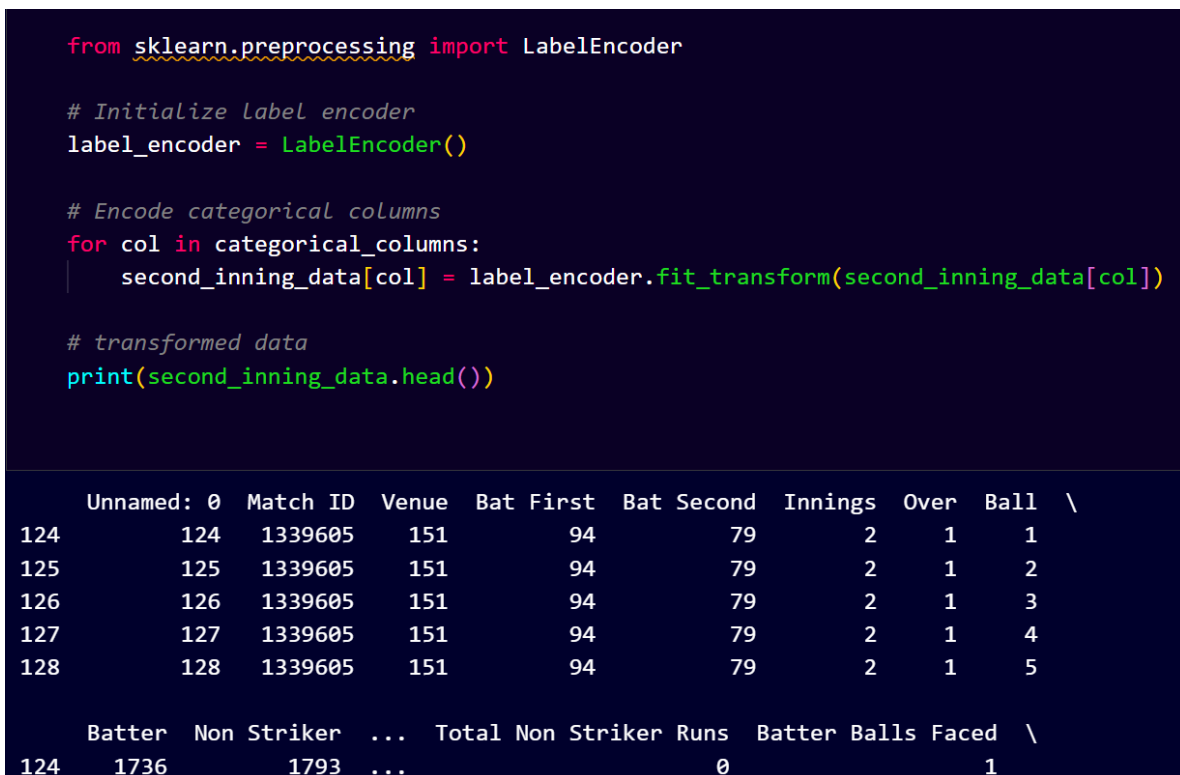 from sklearn.preprocessing import LabelEncoder
# Initialize label encoder
label_encoder = LabelEncoder()
# Encode categorical columns
for col in categorical_columns:
    second_inning_data[col] = label_encoder.fit_transform(second_inning_data[col])
# transformed data
print(second_inning_data.head())
Unnamed: 0 Match ID Venue Bat First Bat Second Innings Over Ball \
124 124 1339605 151 94 79 2 1 1
125 125 1339605 151 94 79 2 1 2
126 126 1339605 151 94 79 2 1 3
127 127 1339605 151 94 79 2 1 4
128 128 1339605 151 94 79 2 1 5
Batter Non Striker ... Total Non Striker Runs Batter Balls Faced \
124 1736 1793 ... 0 1